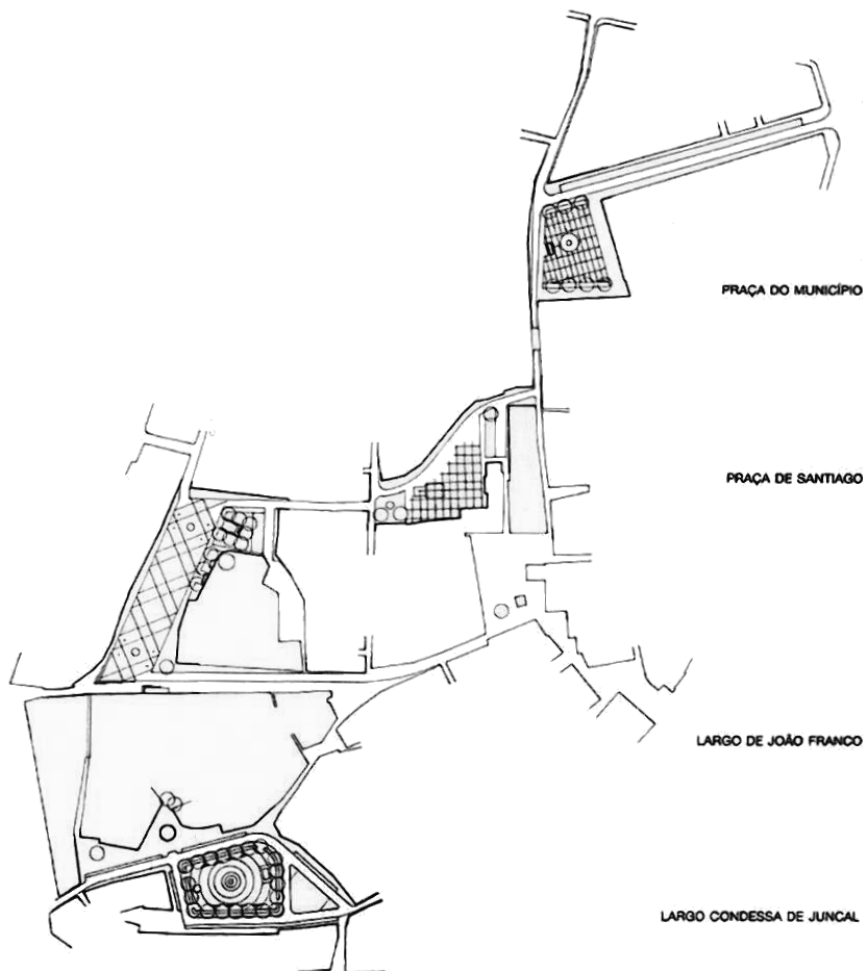 PRAÇA DO MUNICÍPIO
PRAÇA DE SANTIAGO
LARGO DE JOÃO FRANCO
LARGO CONDESSA DE JUNCAL